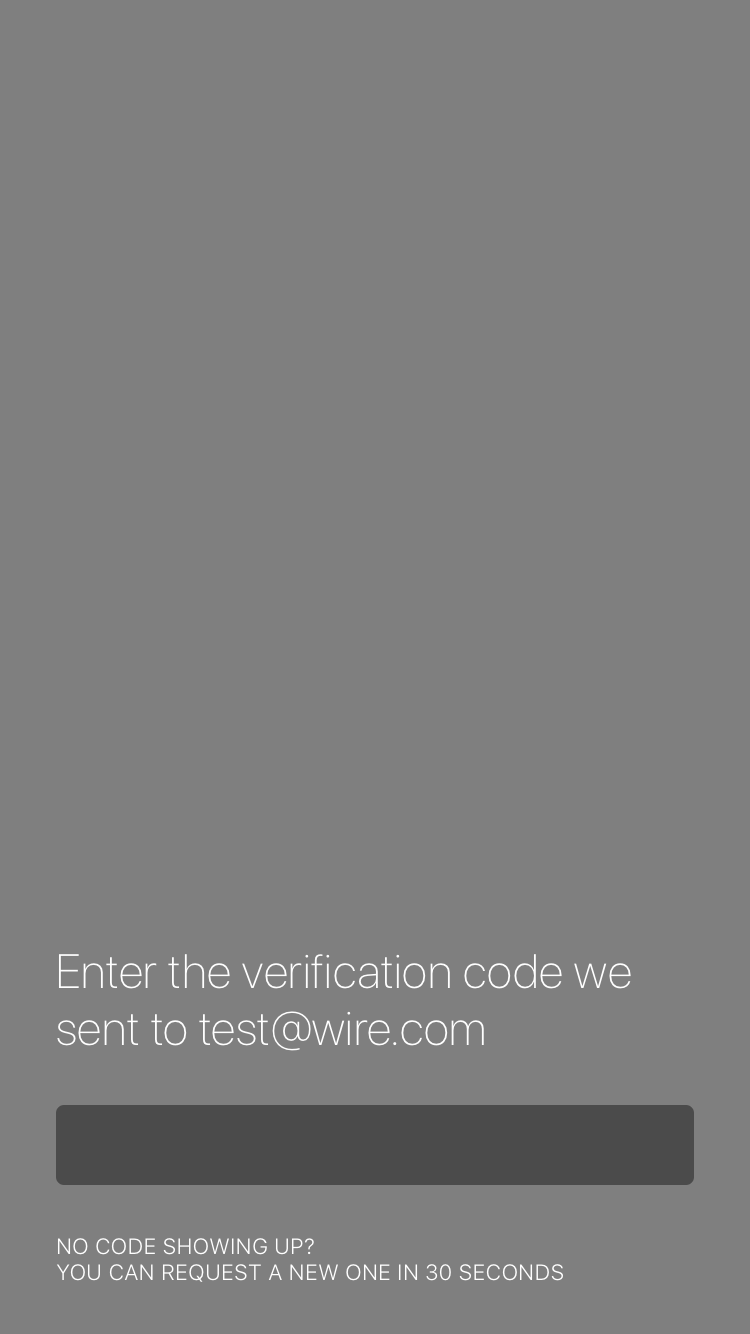 Enter the verification code we
sent to test@wire.com
NO CODE SHOWING UP?
YOU CAN REQUEST A NEW ONE IN 30 SECONDS